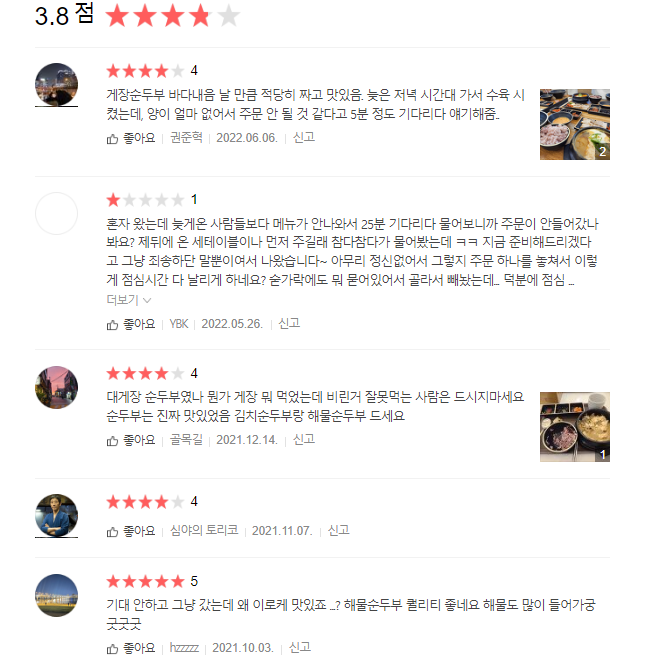 3.8 점
4
게장순두부 바다내음 날 만큼 적당히 짜고 맛있음. 늦은 저녁 시간대 가서 수육 시
켰는데, 양이 얼마 없어서 주문 안 될 것 같다고 5분 정도 기다리다 얘기해줌..
좋아요 권준혁 2022.06.06. 신고
2
1
혼자 왔는데 늦게온 사람들보다 메뉴가 안나와서 25분 기다리다 물어보니까 주문이 안들어갔나
봐요? 제뒤에 온 세테이블이나 먼저 주길래 참다참다가 물어봤는데 ㅋㅋ 지금 준비해드리겠다
고 그냥 죄송하단 말뿐이여서 나왔습니다~ 아무리 정신없어서 그렇지 주문 하나를 놓쳐서 이렇
게 점심시간 다 날리게 하네요? 숟가락에도 뭐 묻어있어서 골라서 빼놨는데... 덕분에 점심 ...
더보기
좋아요 YBK 2022.05.26. 신고
4
대게장 순두부였나 뭔가 게장 뭐 먹었는데 비린거 잘못먹는 사람은 드시지마세요
순두부는 진짜 맛있었음 김치순두부랑 해물순두부 드세요
좋아요 골목길 2021.12.14. 신고
1
4
좋아요 심야의 토리코 2021.11.07. 신고
5
기대 안하고 그냥 갔는데 왜 이로케 맛있죠 ...? 해물순두부 퀄리티 좋네요 해물도 많이 들어가궁
굿굿굿
좋아요 hzzzzz 2021.10.03. 신고